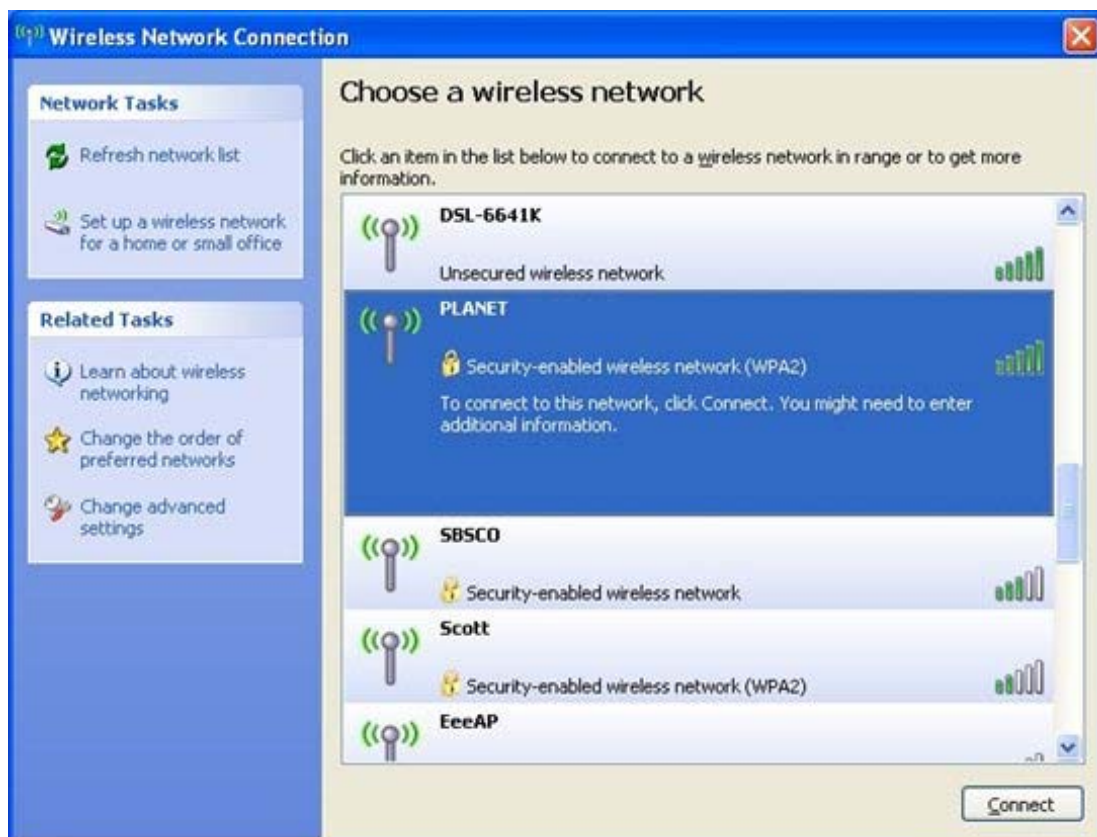 Wireless Network Connection
Network Tasks
Refresh network list
Set up a wireless network
for a home or small office
Related Tasks
Learn about wireless
networking
Change the order of
preferred networks
Change advanced
settings
Choose a wireless network
Click an item in the list below to connect to a wireless network in range or to get more
information.
DSL-6641K
Unsecured wireless network
PLANET
Security-enabled wireless network (WPA2)
To connect to this network, click Connect. You might need to enter
additional information.
SBSCO
Security-enabled wireless network
Scott
Security-enabled wireless network (WPA2)
EeeAP
Connect